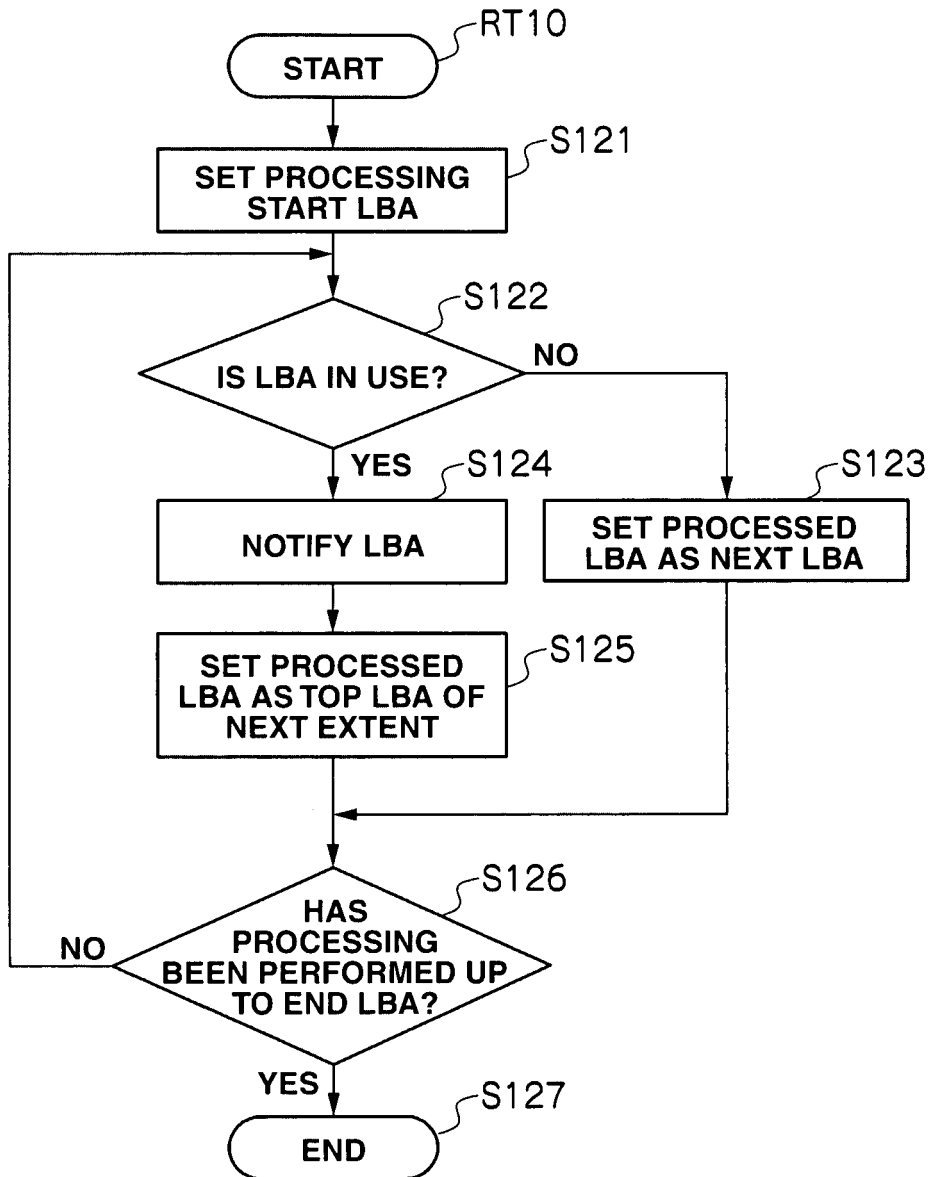 RT10
START
S121
SET PROCESSING
START LBA
S122
IS LBA IN USE?
NO
YES
S124
NOTIFY LBA
S123
SET PROCESSED
LBA AS NEXT LBA
S125
SET PROCESSED
LBA AS TOP LBA OF
NEXT EXTENT
S126
HAS
PROCESSING
BEEN PERFORMED UP
TO END LBA?
NO
YES
S127
END